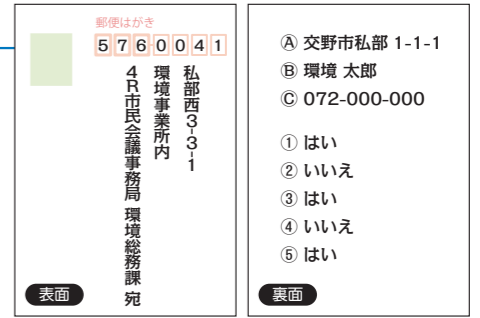 郵便はがき
5760041
私部西3-3-1
環境事業所内
4R市民会議事務局 環境総務課 宛
表面
Ⓐ 交野市私部 1-1-1
Ⓑ 環境 太郎
Ⓒ 072-000-000
① はい
② いいえ
③ はい
④ いいえ
⑤ はい
裏面